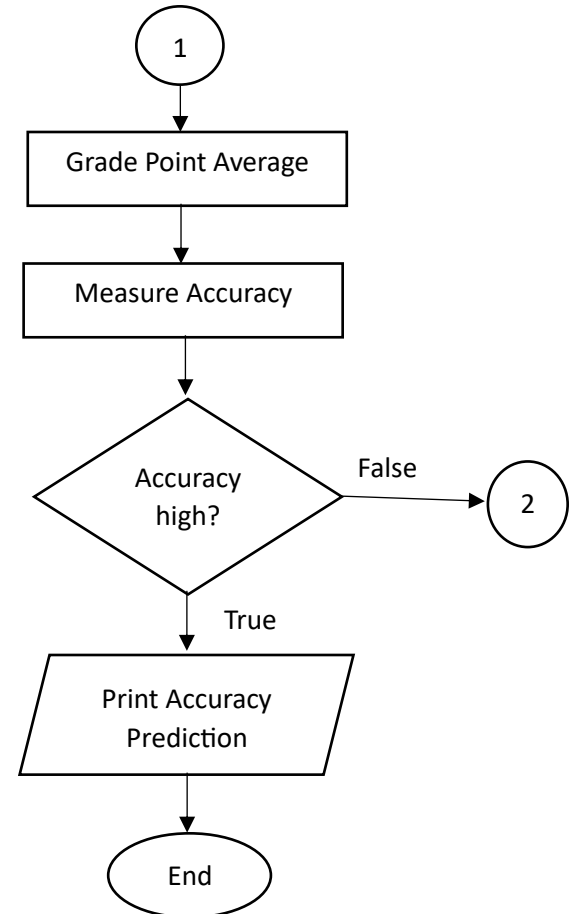 1
Grade Point Average
Measure Accuracy
Accuracy
high?
False
2
True
Print Accuracy
Prediction
End